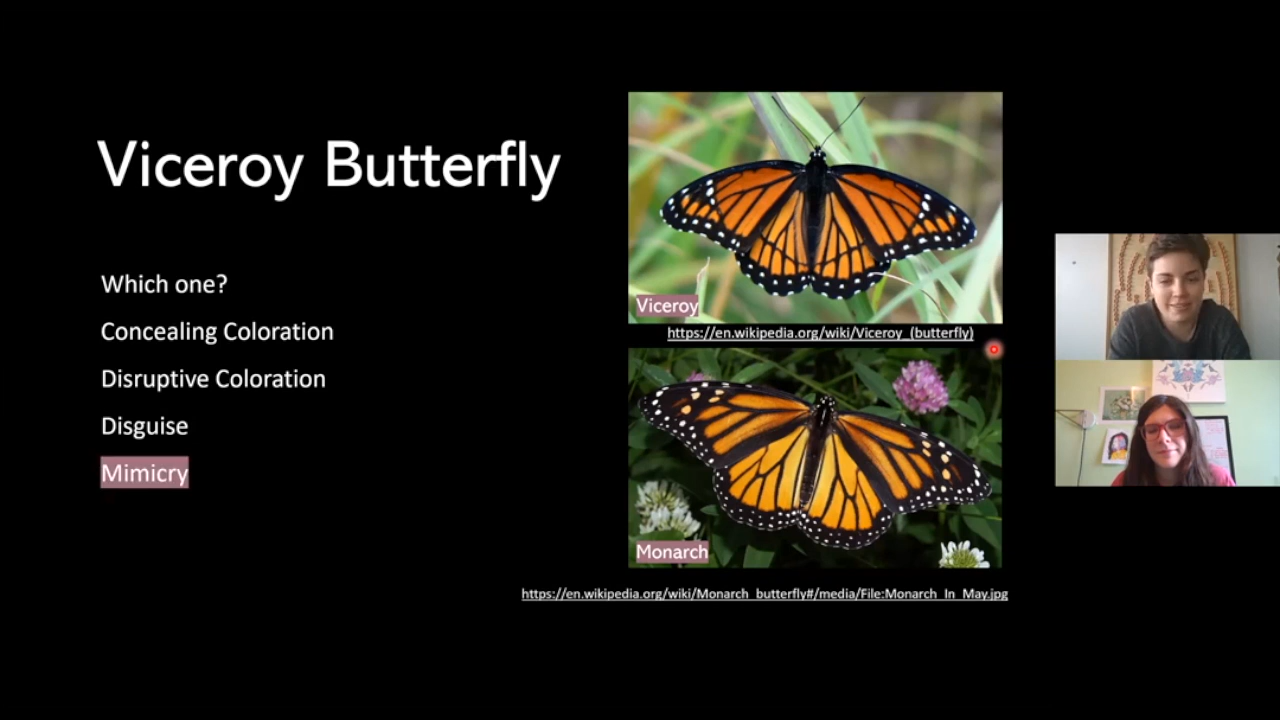 Viceroy Butterfly
Which one?
Concealing Coloration
Disruptive Coloration
Disguise
Mimicry
Viceroy
https://en.wikipedia.org/wiki/Viceroy_(butterfly)
Monarch
https://en.wikipedia.org/wiki/Monarch_butterfly#/media/File:Monarch_In_May.jpg